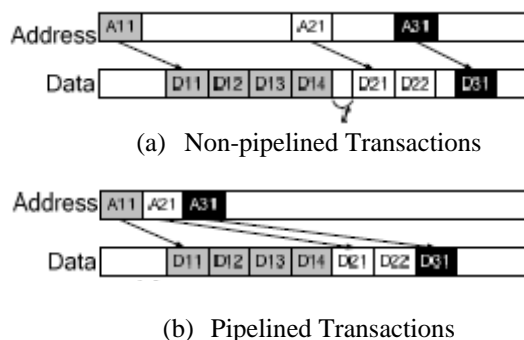 Address A11 A21 A31
Data D11 D12 D13 D14 D21 D22 D31
(a) Non-pipelined Transactions
Address A11 A21 A31
Data D11 D12 D13 D14 D21 D22 D31
(b) Pipelined Transactions